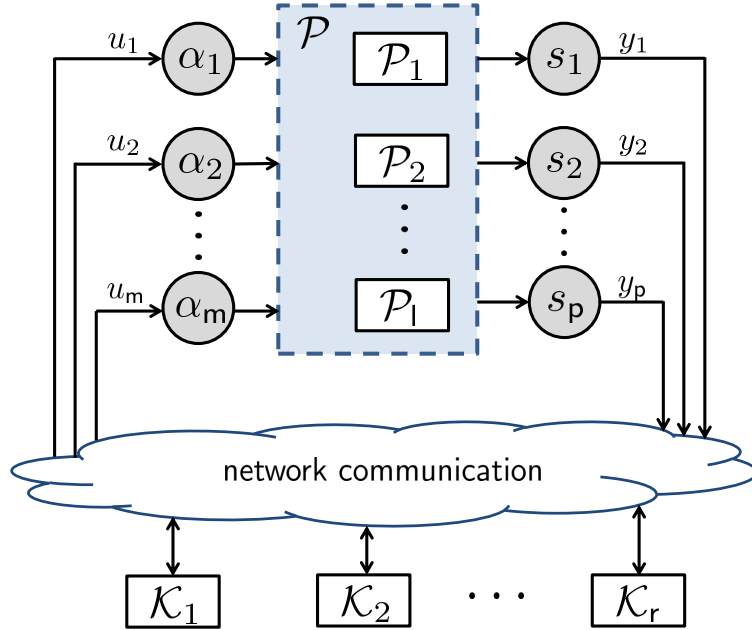 𝒫
u₁ α₁ 𝒫₁ s₁ y₁
u₂ α₂ 𝒫₂ s₂ y₂
uₘ αₘ 𝒫ₗ sₚ yₚ
network communication
𝒦₁ 𝒦₂ · · · 𝒦ᵣ